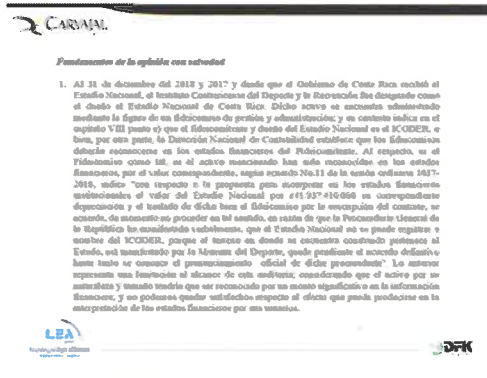 CARVAJAL
Fundamentos de la opinión con salvedad
1. Al 31 de diciembre del 2018 y 2017 y desde que el Gobierno de Costa Rica recibió el
Estadio Nacional, el Instituto Costarricense del Deporte y la Recreación fue designado como
el dueño el Estadio Nacional de Costa Rica. Dicho activo se encuentra administrado
mediante la figura de un fideicomiso de gestión y administración; y su contrato indica en el
capítulo VIII punto e) que el fideicomitente y dueño del Estadio Nacional es el ICODER, o
bien, por otra parte, la Dirección Nacional de Contabilidad establece que los fideicomisos
deberán reconocerse en los estados financieros del Fideicomitente. Al respecto, ni el
Fideicomiso como tal, ni el activo mencionado han sido reconocidos en los estados
financieros, por el valor correspondiente, según acuerdo No.11 de la sesión ordinaria 1037-
2018, indica "con respecto a la propuesta para incorporar en los estados financieros
institucionales el valor del Estadio Nacional por su correspondiente
depreciación y el traslado de dicho bien al fideicomiso por la suscripción del contrato, se
acuerda, de momento no proceder en tal sentido, en razón de que la Procuraduría General de
la República ha manifestado verbalmente, que el Estadio Nacional no se puede registrar a
nombre del ICODER, porque el terreno en donde se encuentra construido pertenece al
Estado, así manifestado por la Ministra del Deporte, queda pendiente el acuerdo definitivo
hasta tanto se conozca el pronunciamiento oficial de dicha procuraduría". Lo anterior
representa una limitación al alcance de esta auditoría, considerando que el activo por su
naturaleza y tamaño tendría que ser reconocido por un monto significativo en la información
financiera, y no podemos quedar satisfechos respecto al efecto que pueda producirse en la
interpretación de los estados financieros por sus usuarios.
LEA
DFK